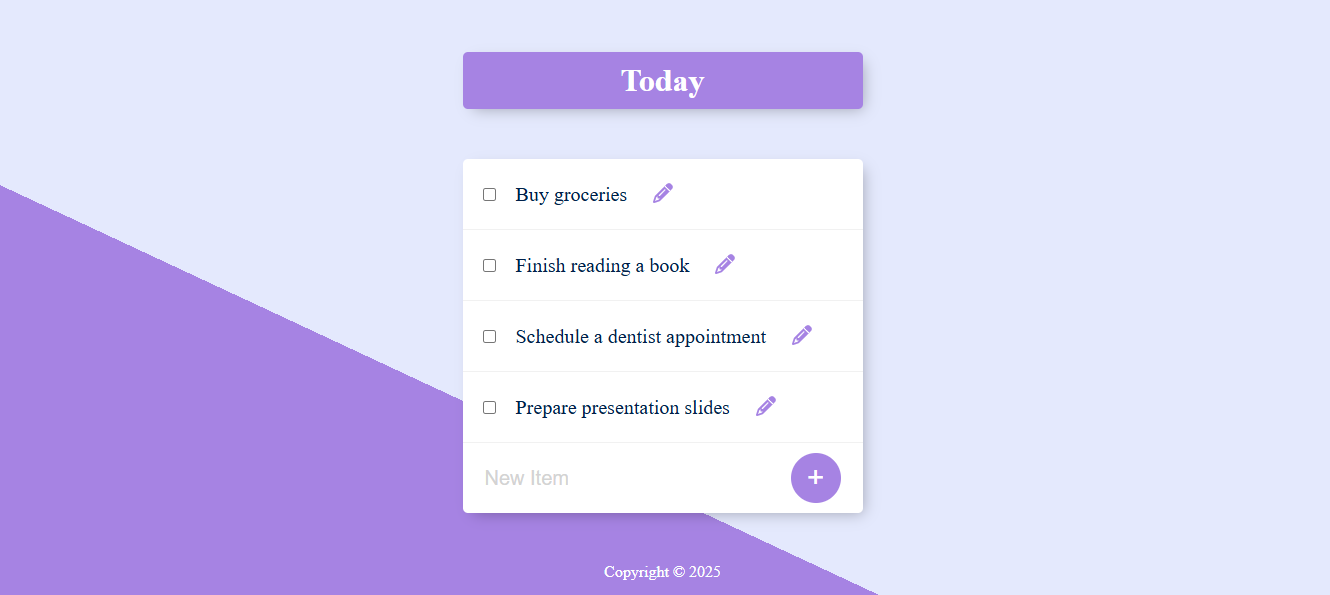 Today
Buy groceries
Finish reading a book
Schedule a dentist appointment
Prepare presentation slides
New Item
+
Copyright © 2025